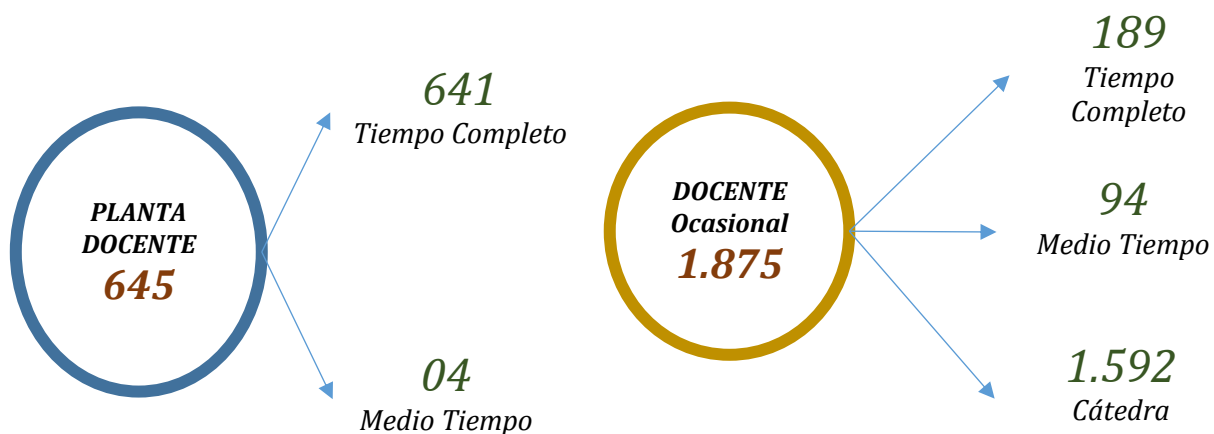 PLANTA
DOCENTE
645
641
Tiempo Completo
04
Medio Tiempo
DOCENTE
Ocasional
1.875
189
Tiempo
Completo
94
Medio Tiempo
1.592
Cátedra